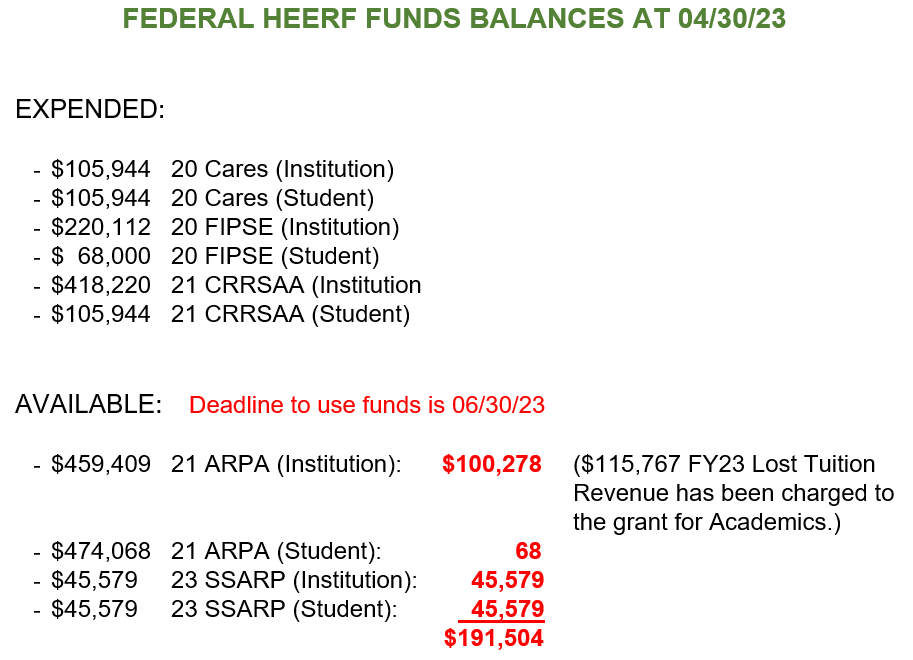 FEDERAL HEERF FUNDS BALANCES AT 04/30/23
EXPENDED:
- $105,944 20 Cares (Institution)
- $105,944 20 Cares (Student)
- $220,112 20 FIPSE (Institution)
- $ 68,000 20 FIPSE (Student)
- $418,220 21 CRRSAA (Institution
- $105,944 21 CRRSAA (Student)
AVAILABLE: Deadline to use funds is 06/30/23
- $459,409 21 ARPA (Institution): $100,278 ($115,767 FY23 Lost Tuition
Revenue has been charged to
the grant for Academics.)
- $474,068 21 ARPA (Student): 68
- $45,579 23 SSARP (Institution): 45,579
- $45,579 23 SSARP (Student): 45,579
$191,504